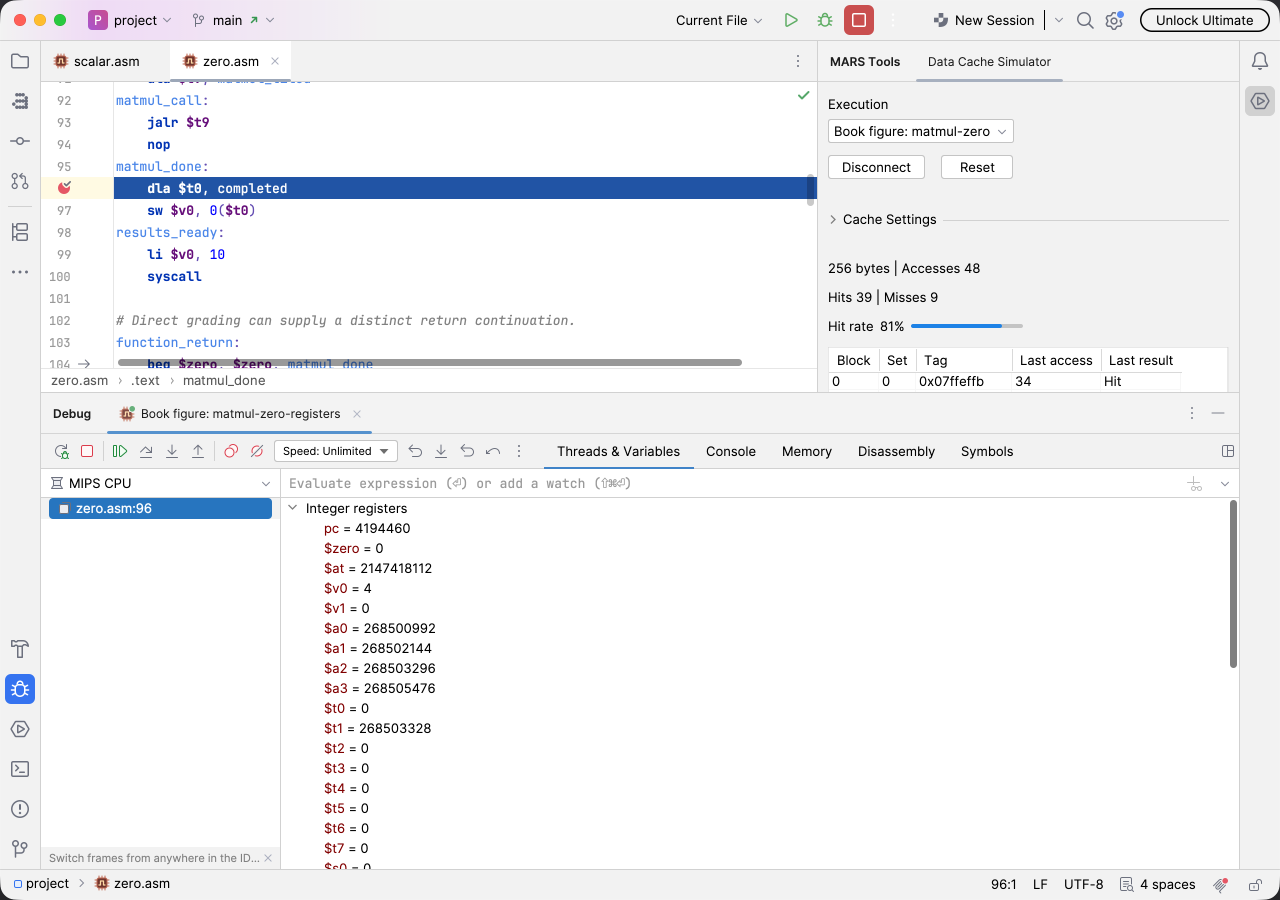 P project main Current File New Session Unlock Ultimate
scalar.asm zero.asm
MARS Tools Data Cache Simulator
92 matmul_call:
93 jalr $t9
94 nop
95 matmul_done:
dla $t0, completed
97 sw $v0, 0($t0)
98 results_ready:
99 li $v0, 10
100 syscall
101
102 # Direct grading can supply a distinct return continuation.
103 function_return:
104 beq $zero, $zero, matmul_done
zero.asm › .text › matmul_done
Execution
Book figure: matmul-zero
Disconnect Reset
Cache Settings
256 bytes | Accesses 48
Hits 39 | Misses 9
Hit rate 81%
Block Set Tag Last access Last result
0 0 0x07ffeffb 34 Hit
Debug Book figure: matmul-zero-registers
Speed: Unlimited Threads & Variables Console Memory Disassembly Symbols
MIPS CPU
zero.asm:96
Evaluate expression (⏎) or add a watch (⇧⌘⏎)
Integer registers
pc = 4194460
$zero = 0
$at = 2147418112
$v0 = 4
$v1 = 0
$a0 = 268500992
$a1 = 268502144
$a2 = 268503296
$a3 = 268505476
$t0 = 0
$t1 = 268503328
$t2 = 0
$t3 = 0
$t4 = 0
$t5 = 0
$t6 = 0
$t7 = 0
$s0 = 0
Switch frames from anywhere in the ID...
project › zero.asm 96:1 LF UTF-8 4 spaces